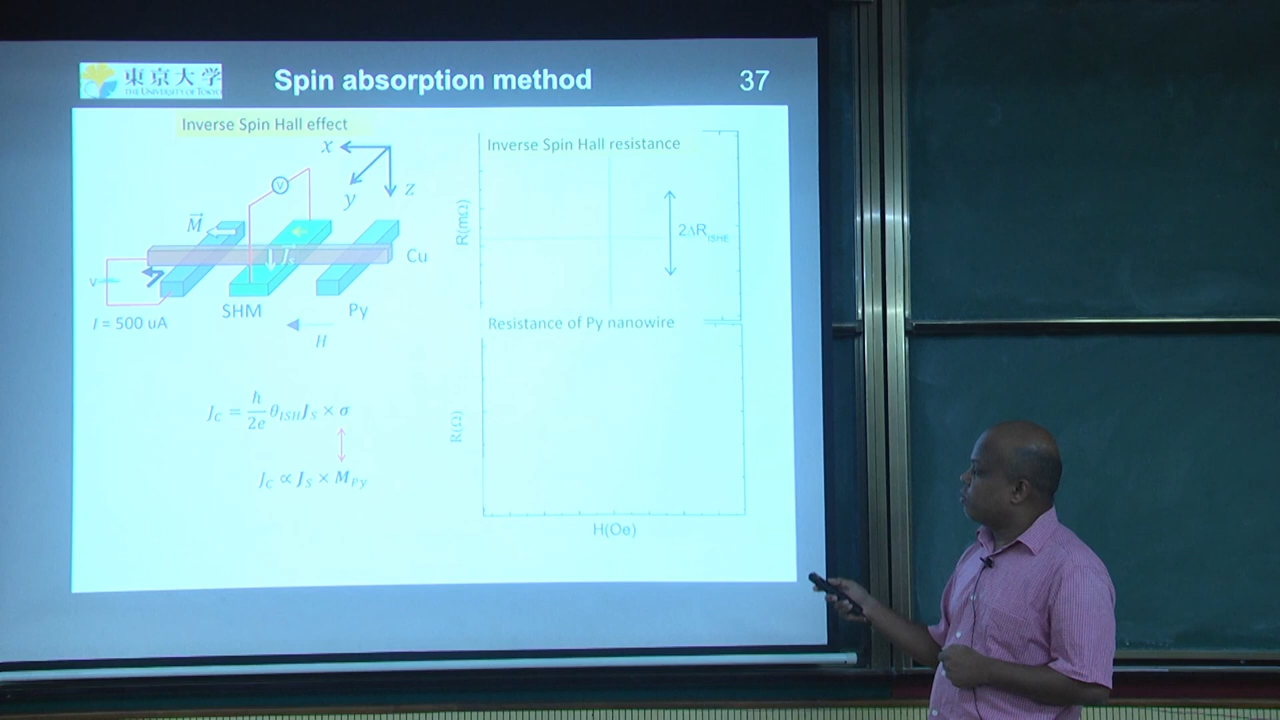 東京大学
THE UNIVERSITY OF TOKYO
Spin absorption method
37
Inverse Spin Hall effect
x
y
z
V
M⃗
J꜀
Cu
V
SHM
Py
I = 500 uA
H
J_C = ħ/2e θ_ISH J_S × σ
J_C ∝ J_S × M_Py
Inverse Spin Hall resistance
R(mΩ)
2ΔR_ISHE
Resistance of Py nanowire
R(Ω)
H(Oe)